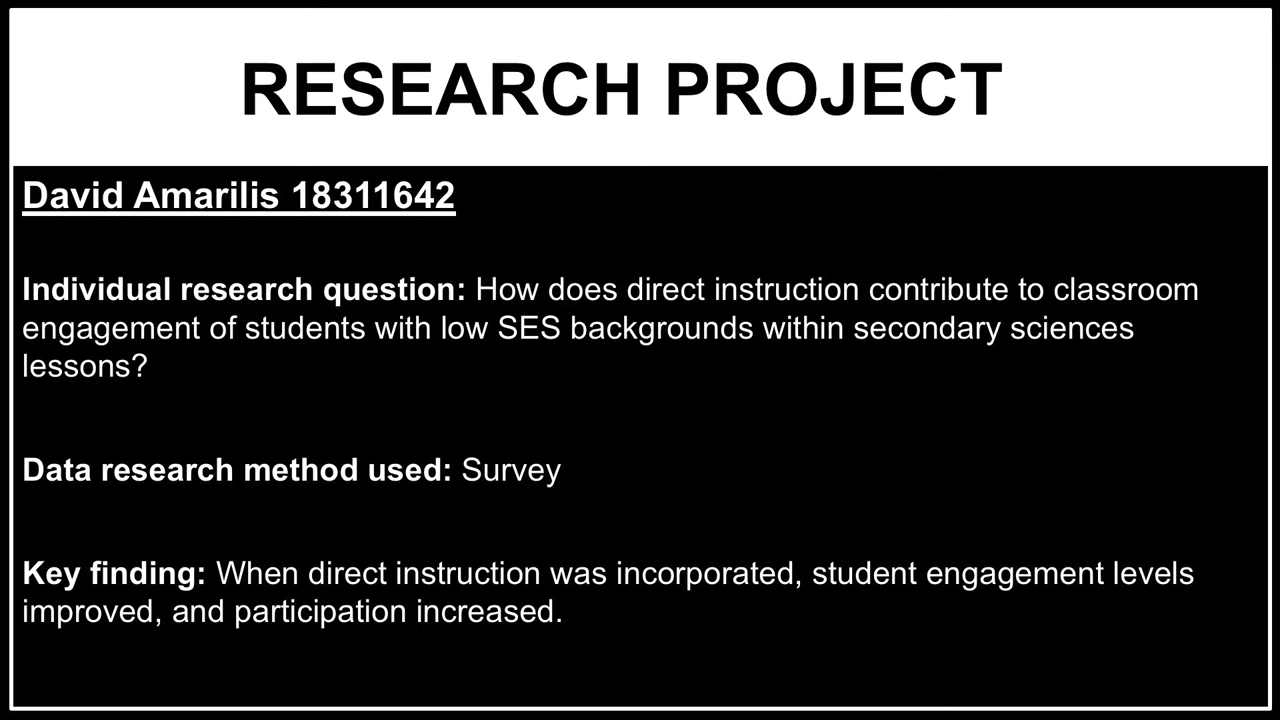 RESEARCH PROJECT
David Amarilis 18311642
Individual research question: How does direct instruction contribute to classroom
engagement of students with low SES backgrounds within secondary sciences
lessons?
Data research method used: Survey
Key finding: When direct instruction was incorporated, student engagement levels
improved, and participation increased.